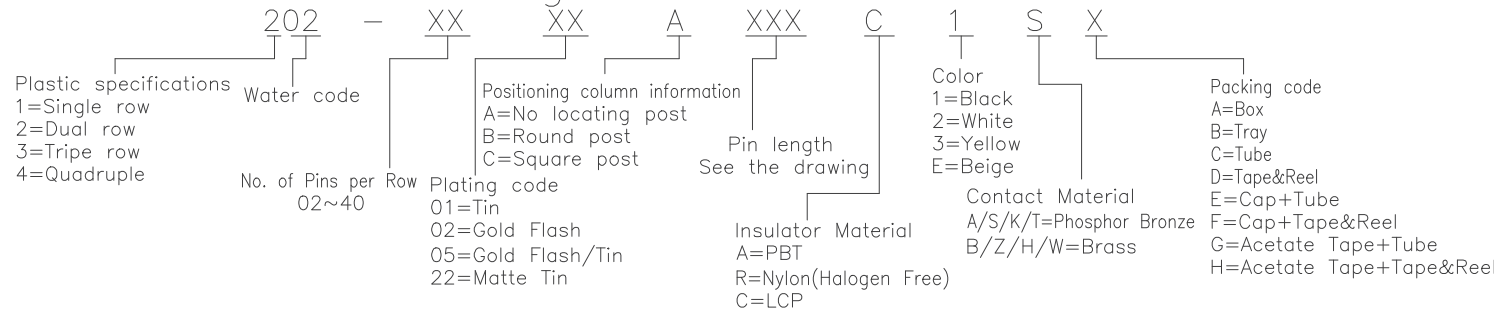 202 - XX XX A XXX C 1 S X
Plastic specifications
1=Single row
2=Dual row
3=Tripe row
4=Quadruple
Water code
No. of Pins per Row
02~40
Plating code
01=Tin
02=Gold Flash
05=Gold Flash/Tin
22=Matte Tin
Positioning column information
A=No locating post
B=Round post
C=Square post
Pin length
See the drawing
Insulator Material
A=PBT
R=Nylon(Halogen Free)
C=LCP
Color
1=Black
2=White
3=Yellow
E=Beige
Contact Material
A/S/K/T=Phosphor Bronze
B/Z/H/W=Brass
Packing code
A=Box
B=Tray
C=Tube
D=Tape&Reel
E=Cap+Tube
F=Cap+Tape&Reel
G=Acetate Tape+Tube
H=Acetate Tape+Tape&Reel